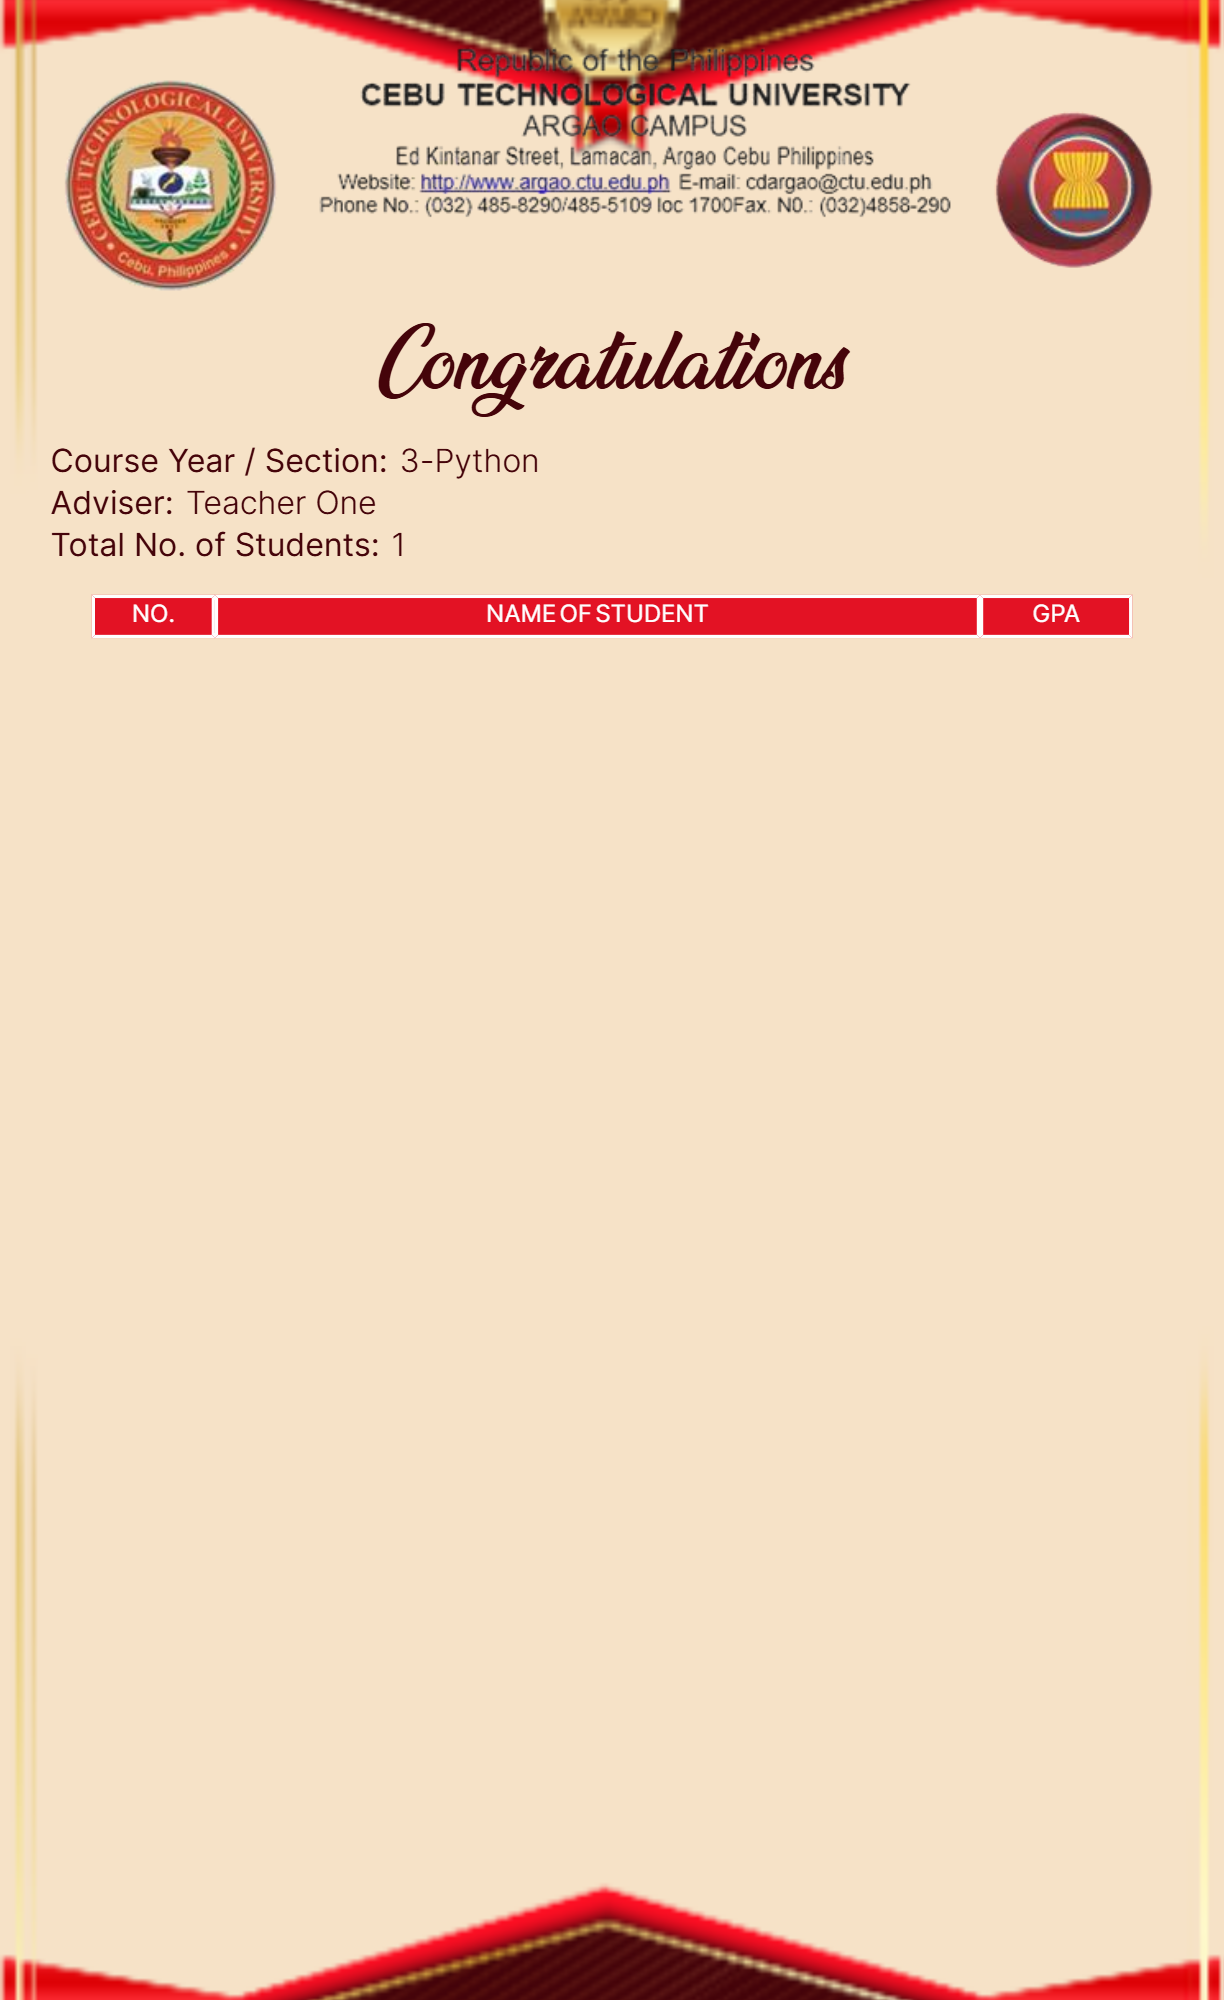 AWARD
Republic of the Philippines
CEBU TECHNOLOGICAL UNIVERSITY
ARGAO CAMPUS
Ed Kintanar Street, Lamacan, Argao Cebu Philippines
Website: http://www.argao.ctu.edu.ph E-mail: cdargao@ctu.edu.ph
Phone No.: (032) 485-8290/485-5109 loc 1700Fax. N0.: (032)4858-290
CEBU TECHNOLOGICAL UNIVERSITY
Cebu, Philippines
Congratulations
Course Year / Section: 3-Python
Adviser: Teacher One
Total No. of Students: 1
NO. NAME OF STUDENT GPA